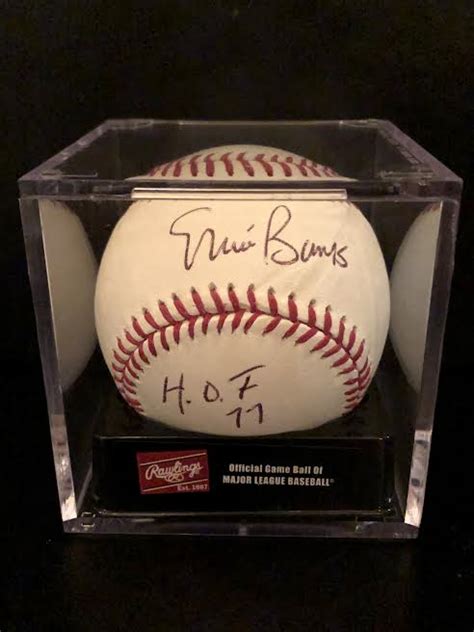 Ernie Banks
H.O.F
77
Rawlings
Est. 1887
Official Game Ball Of
MAJOR LEAGUE BASEBALL®